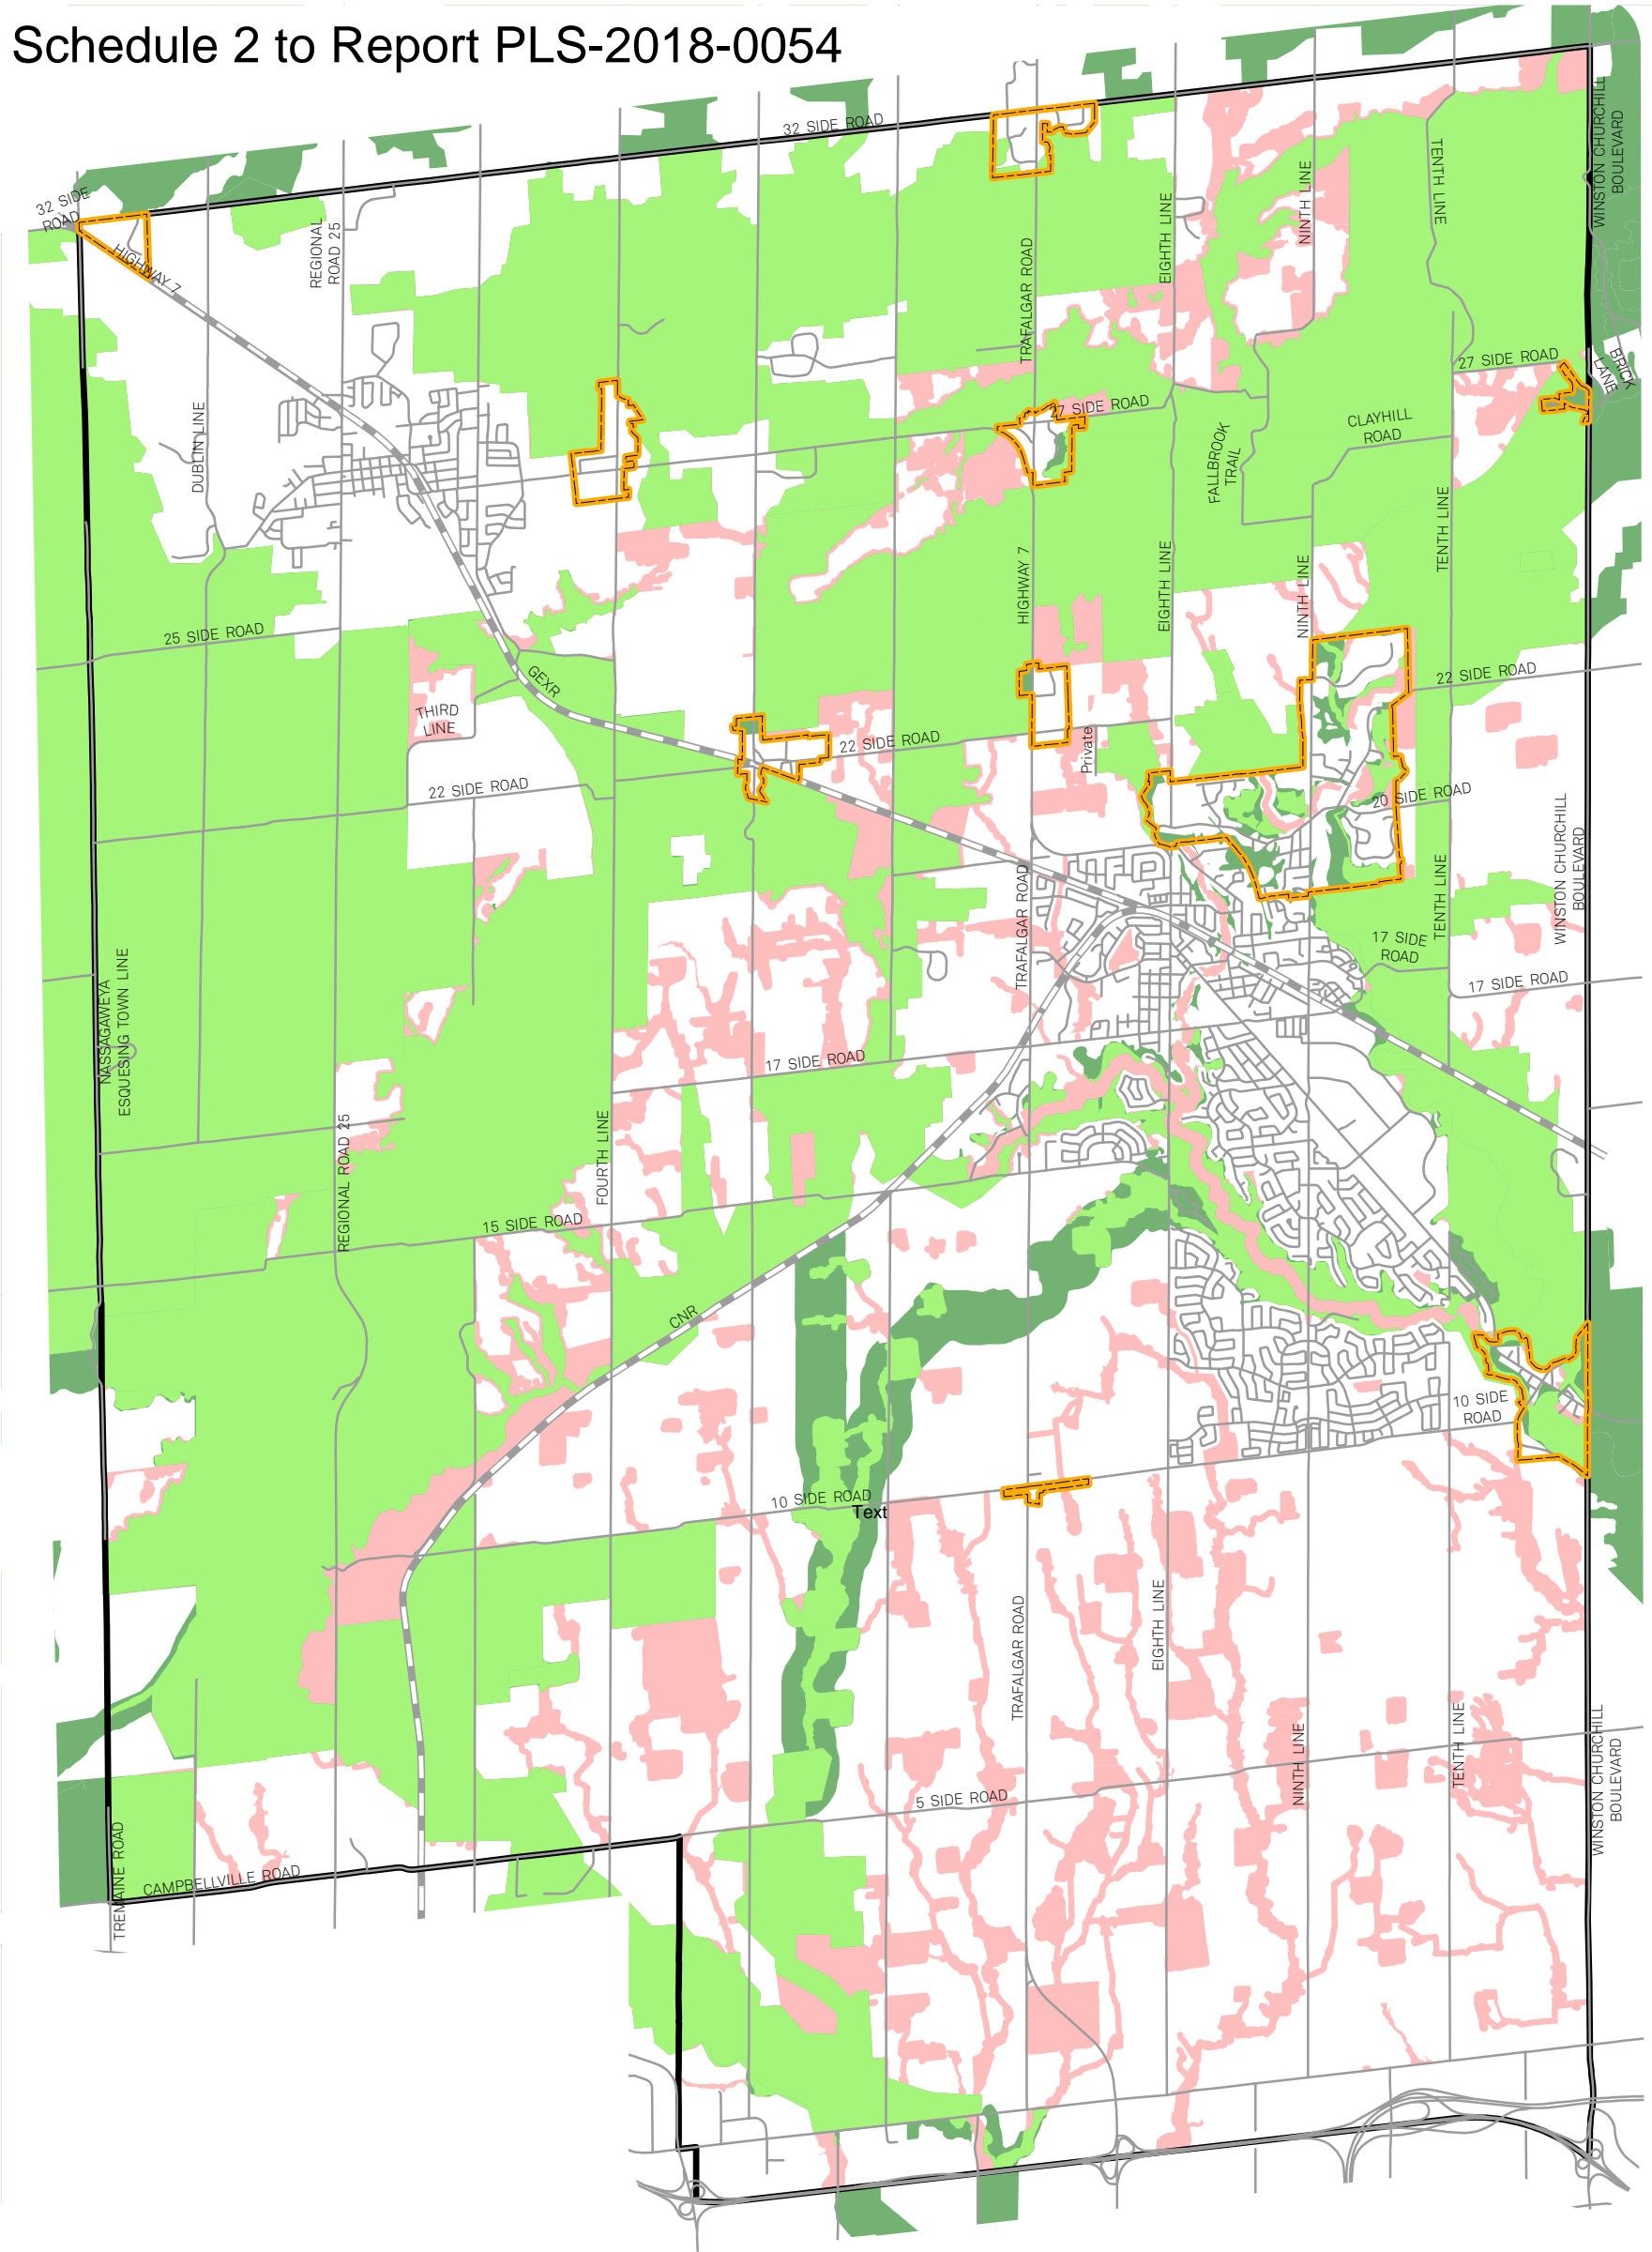 Schedule 2 to Report PLS-2018-0054
32 SIDE ROAD
32 SIDE
ROAD
HIGHWAY 7
REGIONAL
ROAD 25
TRAFALGAR ROAD
EIGHTH LINE
NINTH LINE
TENTH LINE
WINSTON CHURCHILL
BOULEVARD
27 SIDE ROAD
BRICK
LANE
DUBLIN LINE
27 SIDE ROAD
FALLBROOK
TRAIL
CLAYHILL
ROAD
HIGHWAY 7
EIGHTH LINE
NINTH LINE
TENTH LINE
25 SIDE ROAD
GEXR
THIRD
LINE
22 SIDE ROAD
22 SIDE ROAD
Private
22 SIDE ROAD
20 SIDE ROAD
WINSTON CHURCHILL
BOULEVARD
TRAFALGAR ROAD
TENTH LINE
17 SIDE
ROAD
17 SIDE ROAD
NASSAGAWEYA
ESQUESING TOWN LINE
17 SIDE ROAD
REGIONAL ROAD 25
FOURTH LINE
15 SIDE ROAD
CNR
10 SIDE
ROAD
10 SIDE ROAD
Text
TRAFALGAR ROAD
EIGHTH LINE
NINTH LINE
TENTH LINE
WINSTON CHURCHILL
BOULEVARD
5 SIDE ROAD
TREMAINE ROAD
CAMPBELLVILLE ROAD